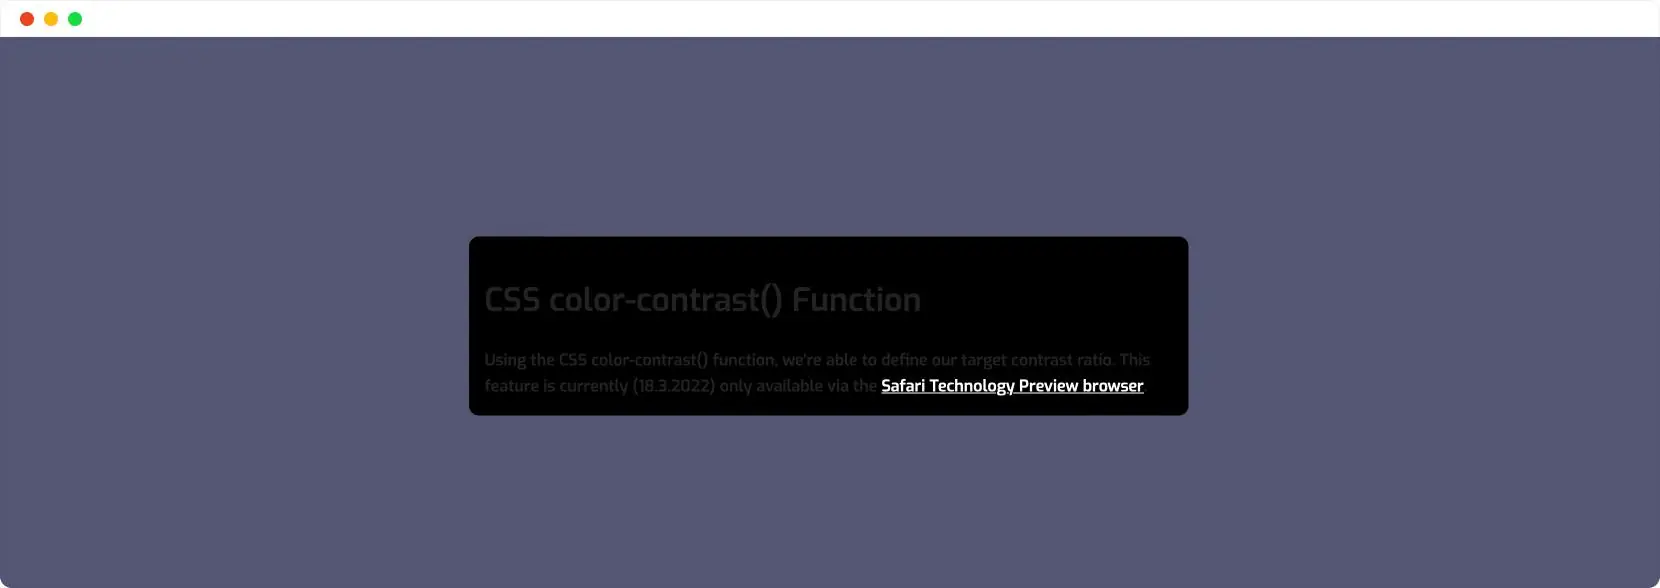 CSS color-contrast() Function
Using the CSS color-contrast() function, we're able to define our target contrast ratio. This
feature is currently (18.3.2022) only available via the Safari Technology Preview browser